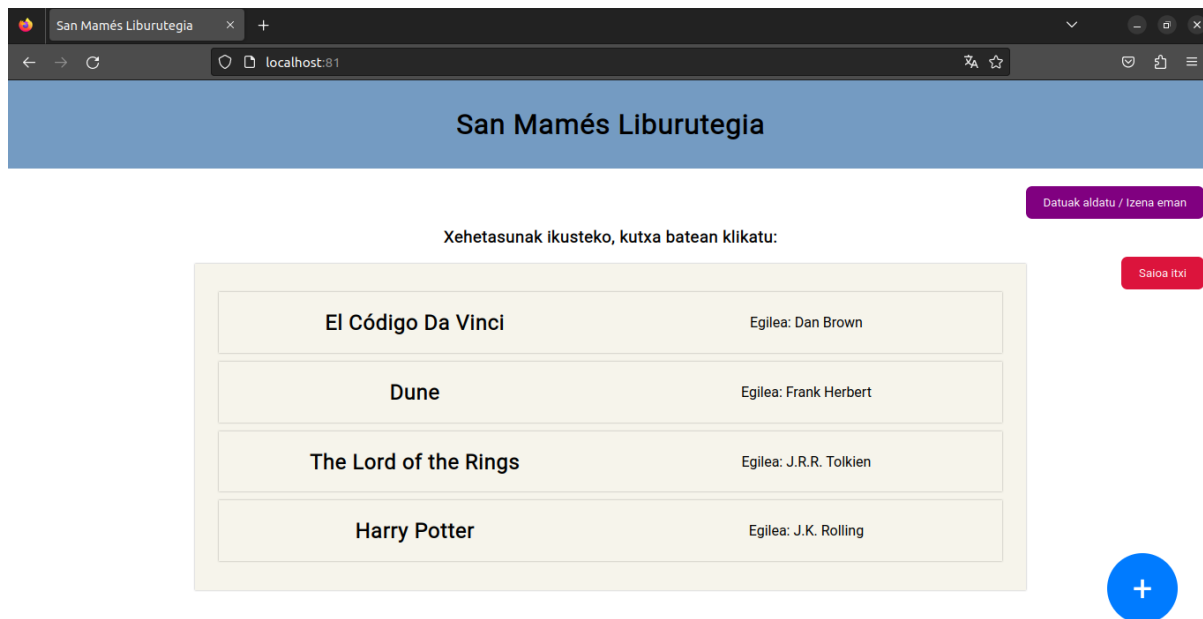 San Mamés Liburutegia
localhost:81
San Mamés Liburutegia
Datuak aldatu / Izena eman
Xehetasunak ikusteko, kutxa batean klikatu:
Saioa itxi
El Código Da Vinci Egilea: Dan Brown
Dune Egilea: Frank Herbert
The Lord of the Rings Egilea: J.R.R. Tolkien
Harry Potter Egilea: J.K. Rolling
+